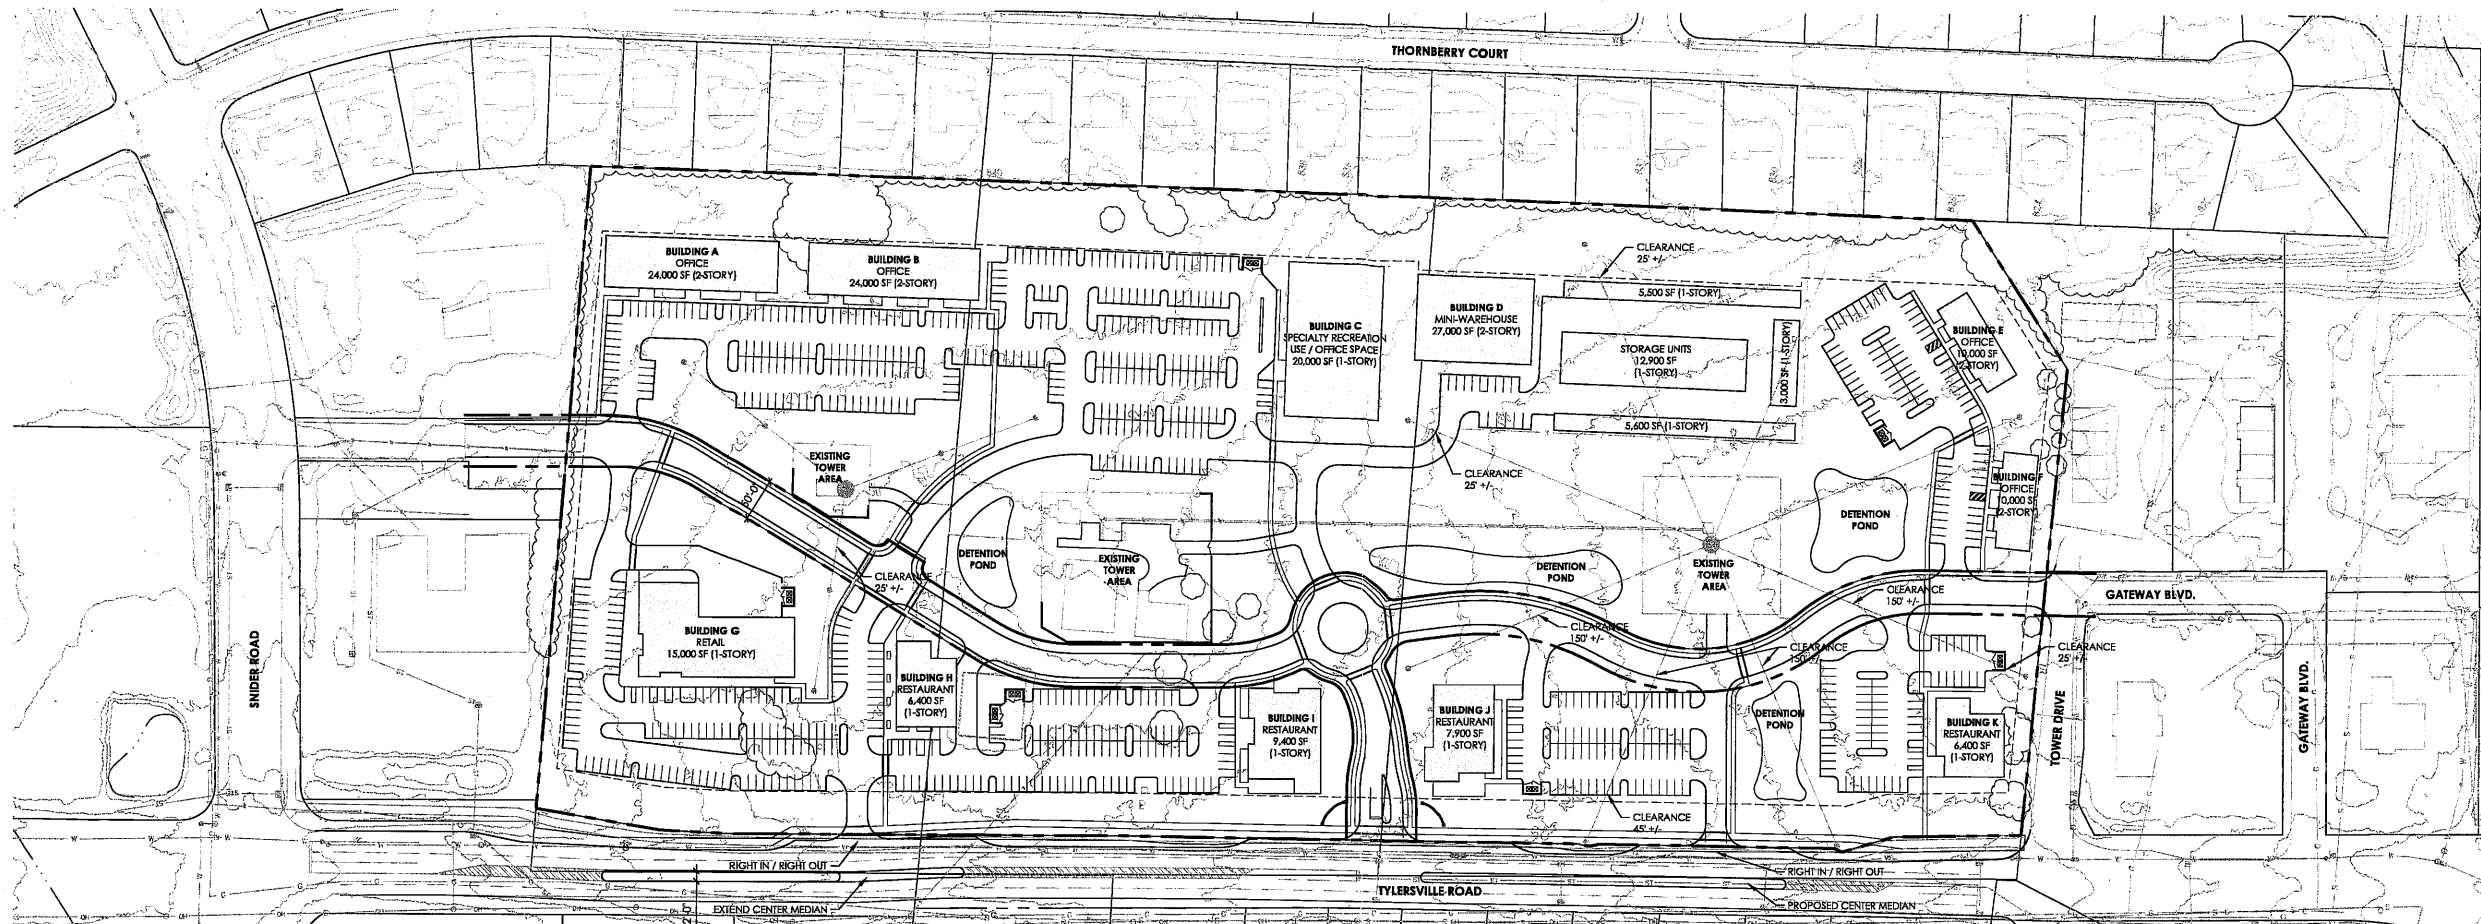 THORNBERRY COURT
BUILDING A
OFFICE
24,000 SF (2-STORY)
BUILDING B
OFFICE
24,000 SF (2-STORY)
CLEARANCE
25' +/-
5,500 SF (1-STORY)
BUILDING C
SPECIALTY RECREATION
USE / OFFICE SPACE
20,000 SF (1-STORY)
BUILDING D
MINI-WAREHOUSE
27,000 SF (2-STORY)
STORAGE UNITS
12,900 SF
(1-STORY)
3,000 SF (1-STORY)
BUILDING E
OFFICE
10,000 SF
(2-STORY)
5,600 SF (1-STORY)
EXISTING
TOWER
AREA
60'-0"
CLEARANCE
25' +/-
BUILDING F
OFFICE
10,000 SF
(2-STORY)
DETENTION
POND
DETENTION
POND
EXISTING
TOWER
AREA
DETENTION
POND
EXISTING
TOWER
AREA
CLEARANCE
25' +/-
CLEARANCE
150' +/-
GATEWAY BLVD.
CLEARANCE
150' +/-
CLEARANCE
150' +/-
CLEARANCE
25' +/-
BUILDING G
RETAIL
15,000 SF (1-STORY)
BUILDING H
RESTAURANT
6,400 SF
(1-STORY)
BUILDING I
RESTAURANT
9,400 SF
(1-STORY)
BUILDING J
RESTAURANT
7,900 SF
(1-STORY)
DETENTION
POND
BUILDING K
RESTAURANT
6,400 SF
(1-STORY)
SNIDER ROAD
TOWER DRIVE
GATEWAY BLVD.
CLEARANCE
45' +/-
RIGHT IN / RIGHT OUT
EXTEND CENTER MEDIAN
TYLERSVILLE ROAD
RIGHT IN / RIGHT OUT
PROPOSED CENTER MEDIAN